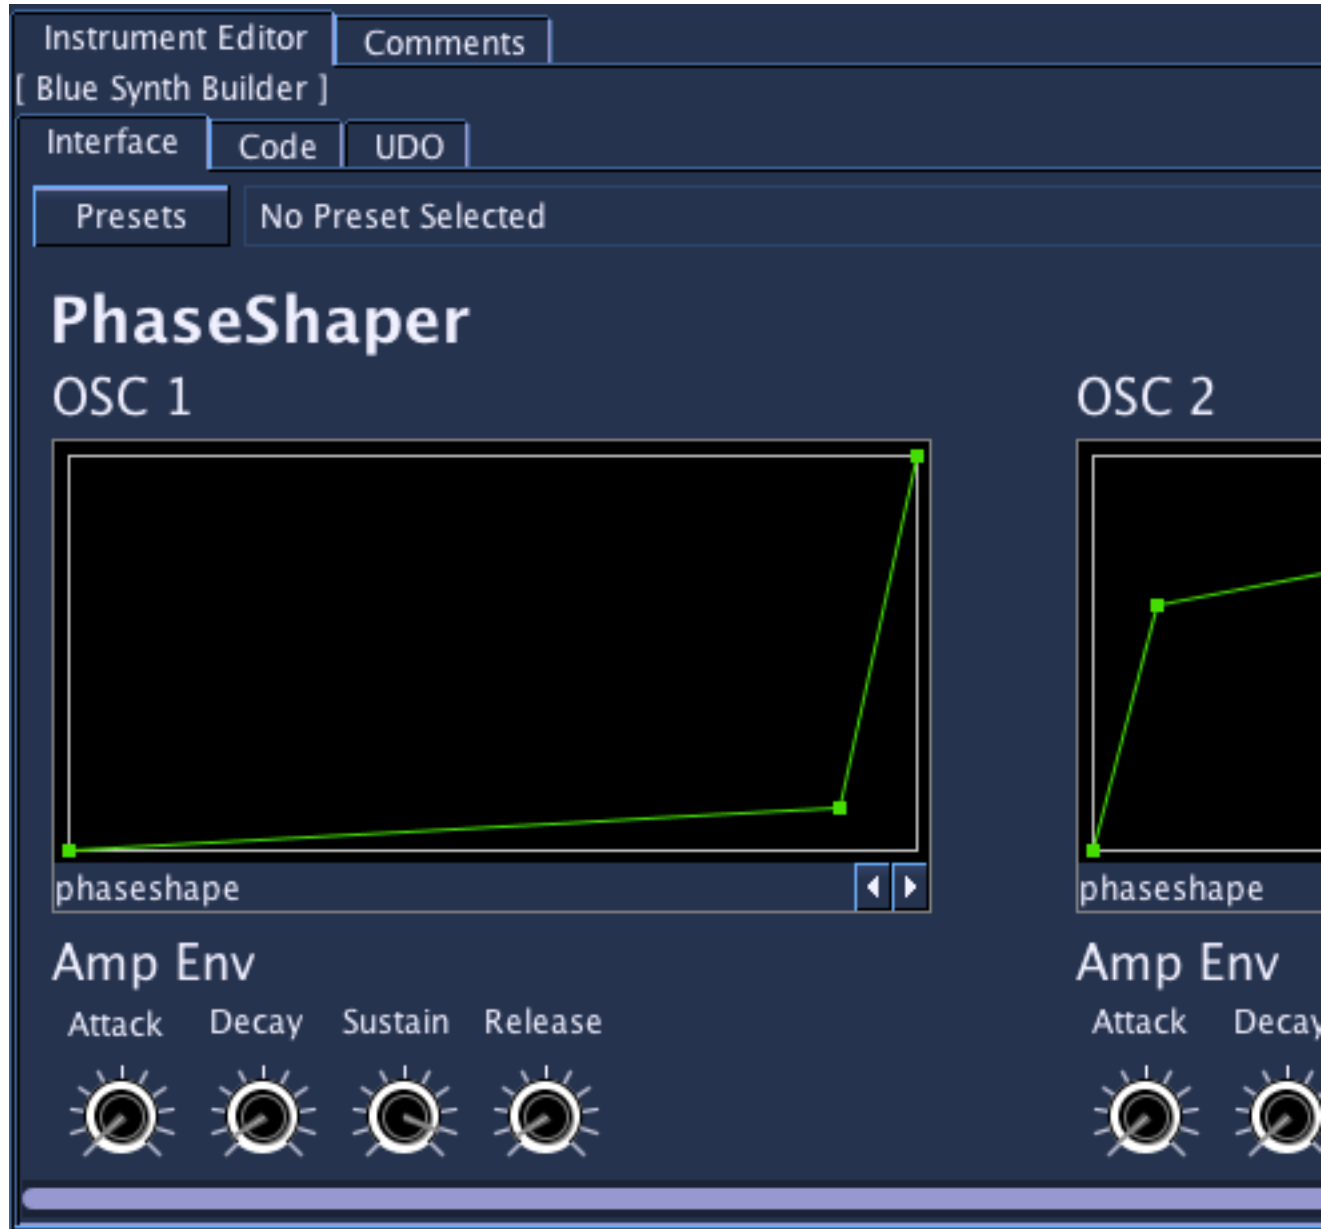 Instrument Editor Comments
[ Blue Synth Builder ]
Interface Code UDO
Presets No Preset Selected
PhaseShaper
OSC 1 OSC 2
phaseshape phaseshape
Amp Env Amp Env
Attack Decay Sustain Release Attack Decay